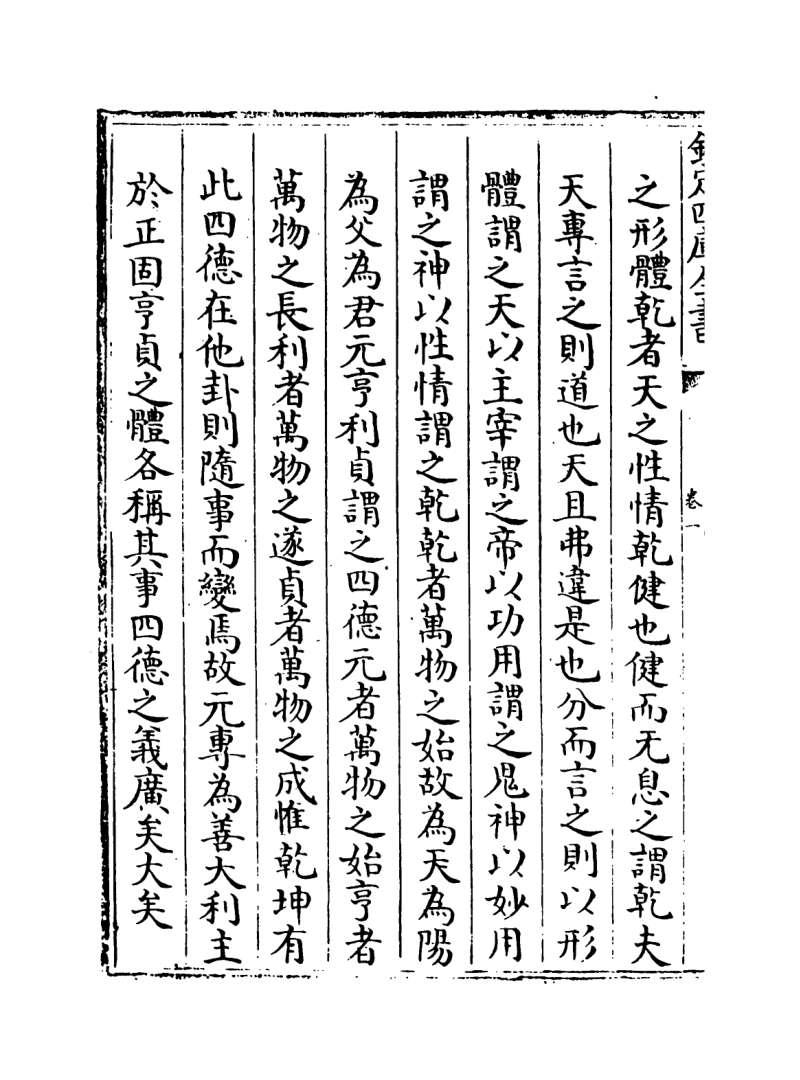 欽定四庫全書
卷一
之形體乾者天之性情乾健也健而无息之謂乾夫
天專言之則道也天且弗違是也分而言之則以形
體謂之天以主宰謂之帝以功用謂之鬼神以妙用
謂之神以性情謂之乾乾者萬物之始故為天為陽
為父為君元亨利貞謂之四德元者萬物之始亨者
萬物之長利者萬物之遂貞者萬物之成惟乾坤有
此四德在他卦則隨事而變焉故元專為善大利主
於正固亨貞之體各稱其事四德之義廣矣大矣